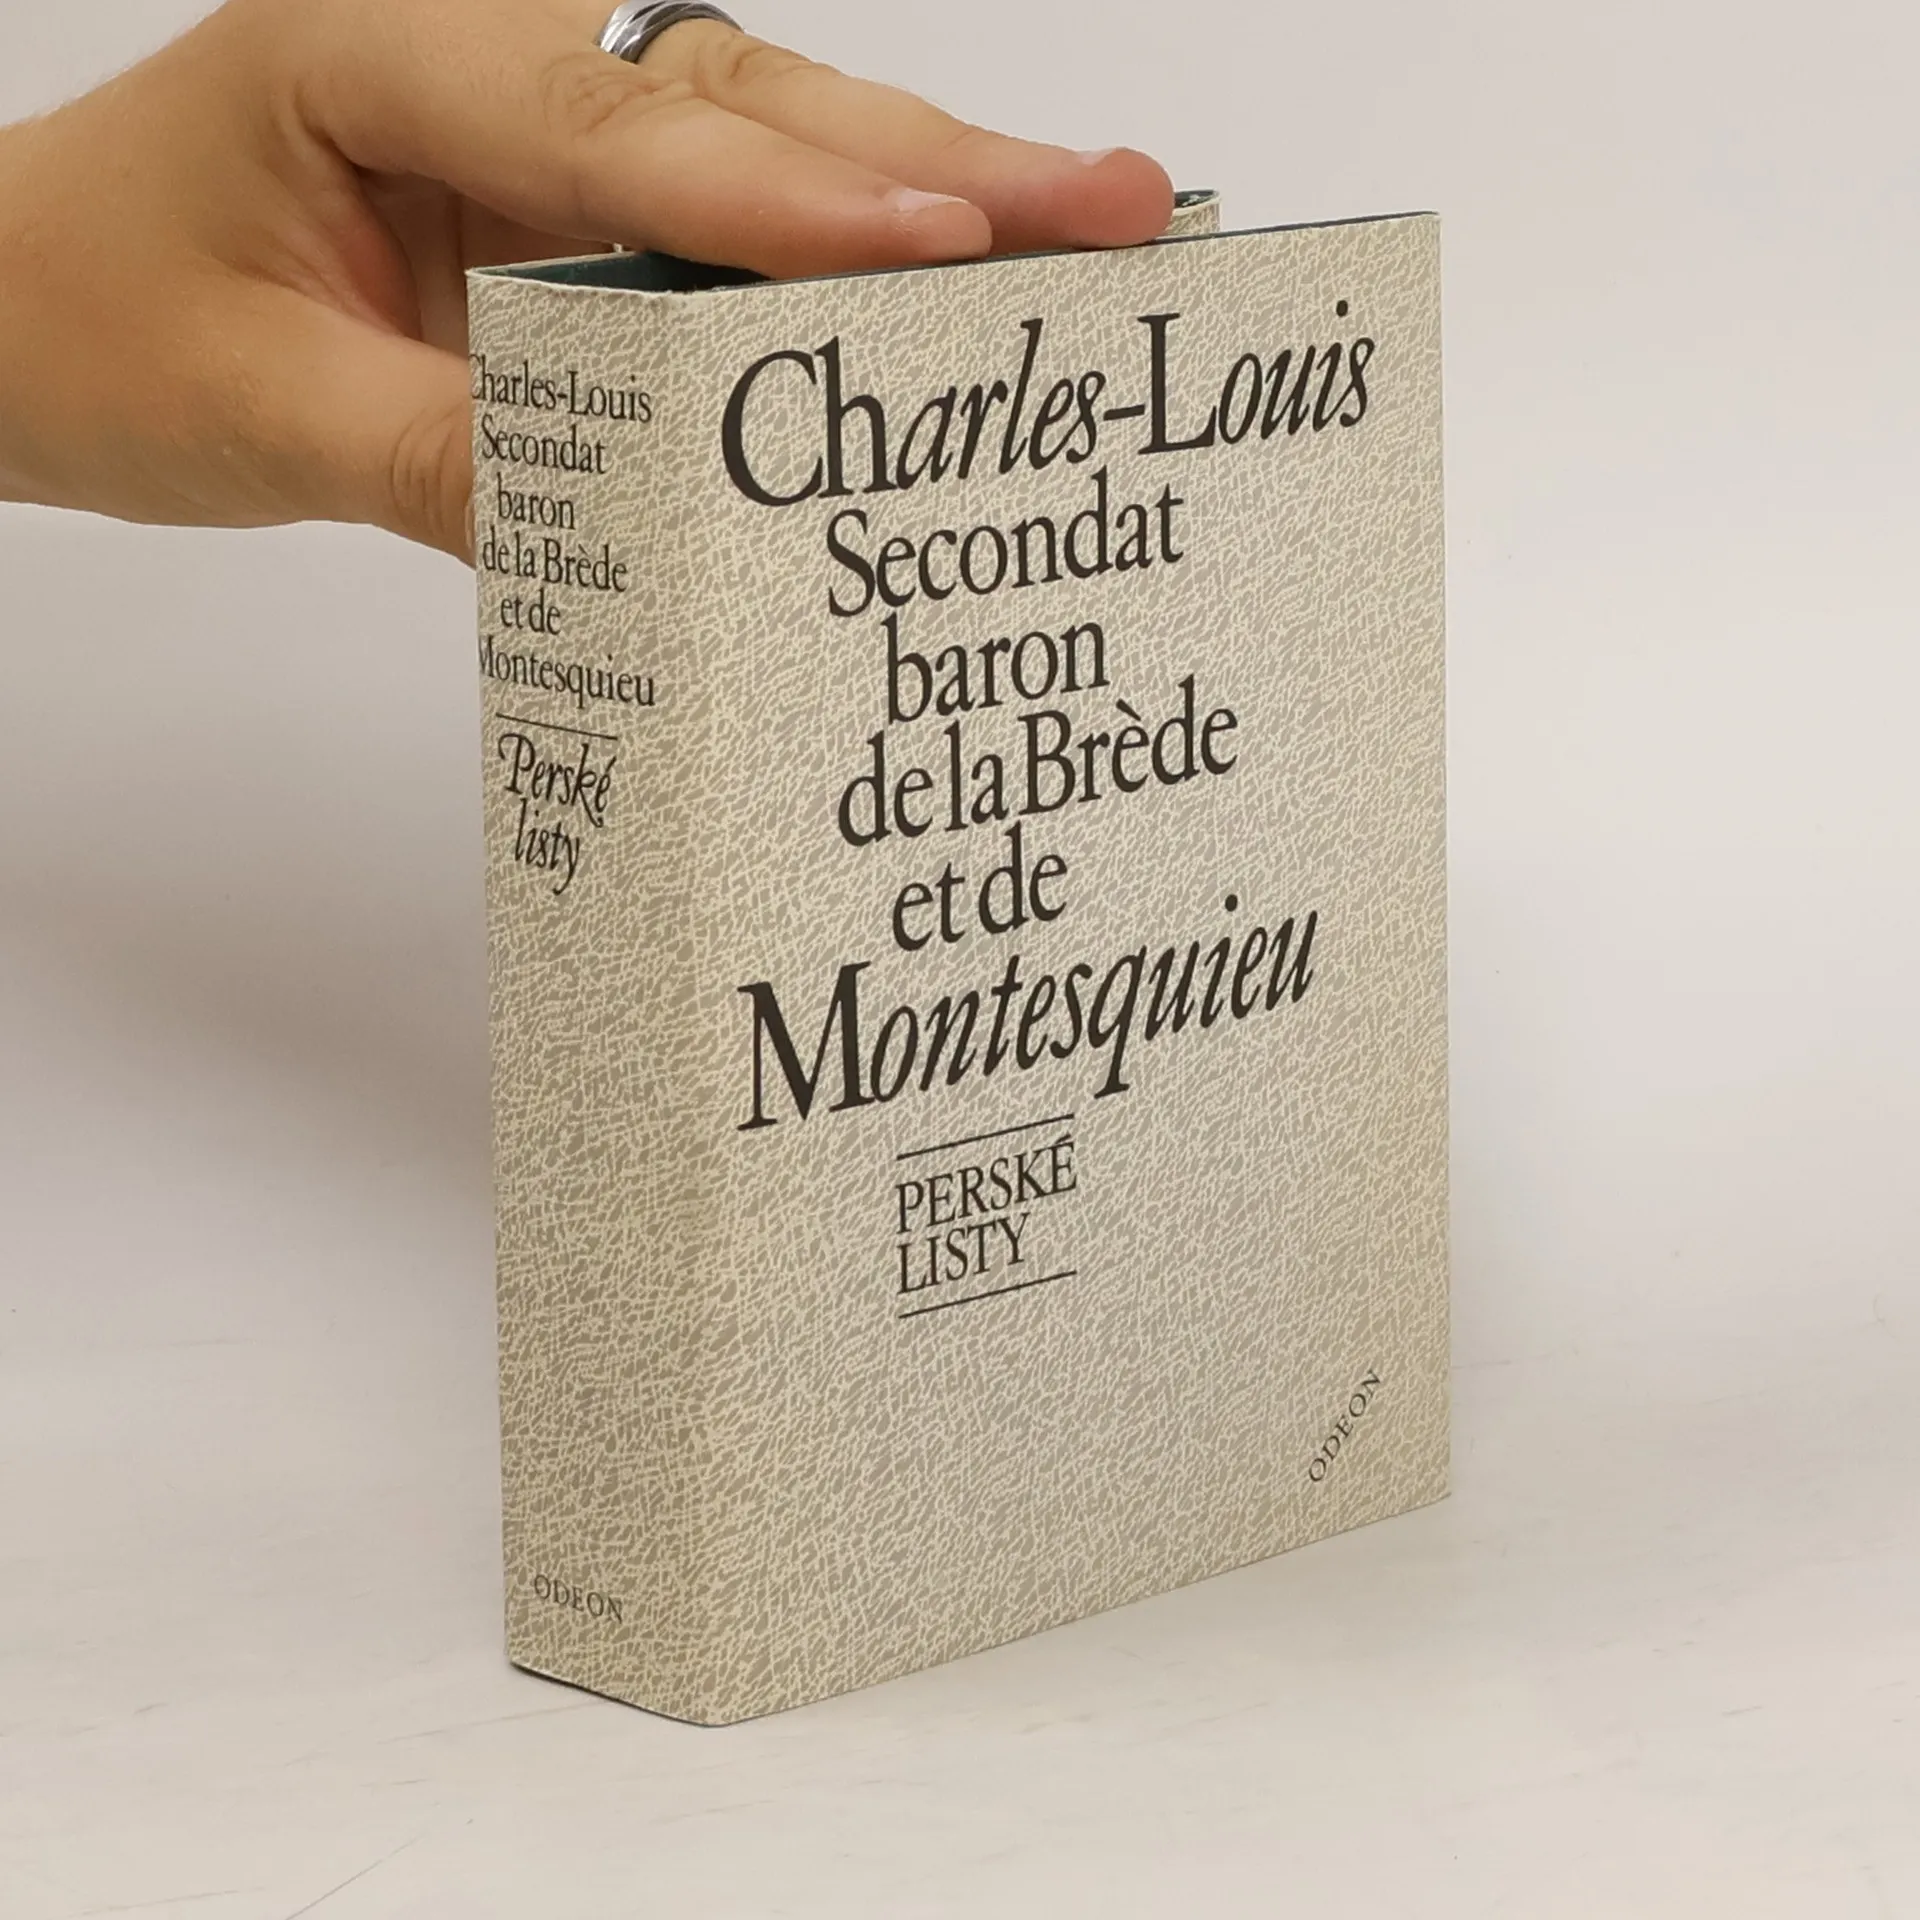 Charles-Louis
Secondat
baron
de la Brède
et de
Montesquieu
Perské
listy
ODEON
Charles-Louis
Secondat
baron
de la Brède
et de
Montesquieu
PERSKÉ
LISTY
ODEON